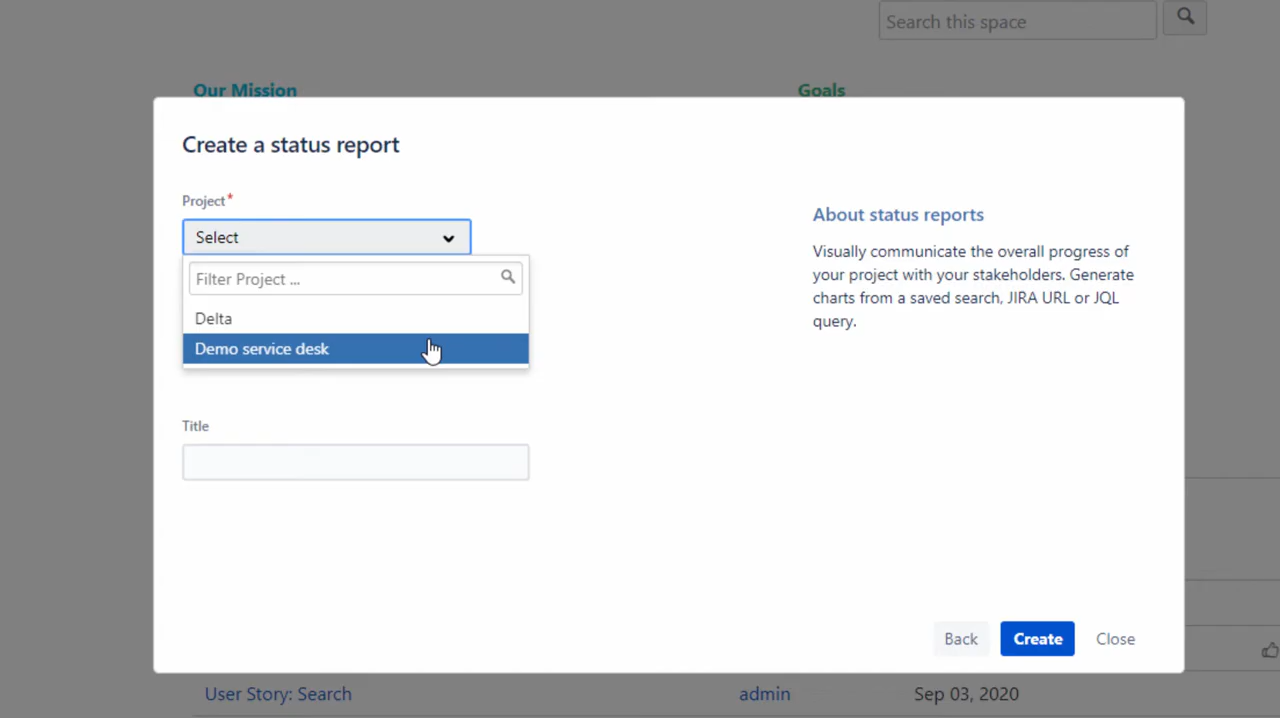 Search this space
Our Mission
Goals
Create a status report
Project*
Select
Filter Project ...
Delta
Demo service desk
Title
About status reports
Visually communicate the overall progress of
your project with your stakeholders. Generate
charts from a saved search, JIRA URL or JQL
query.
Back
Create
Close
User Story: Search
admin
Sep 03, 2020